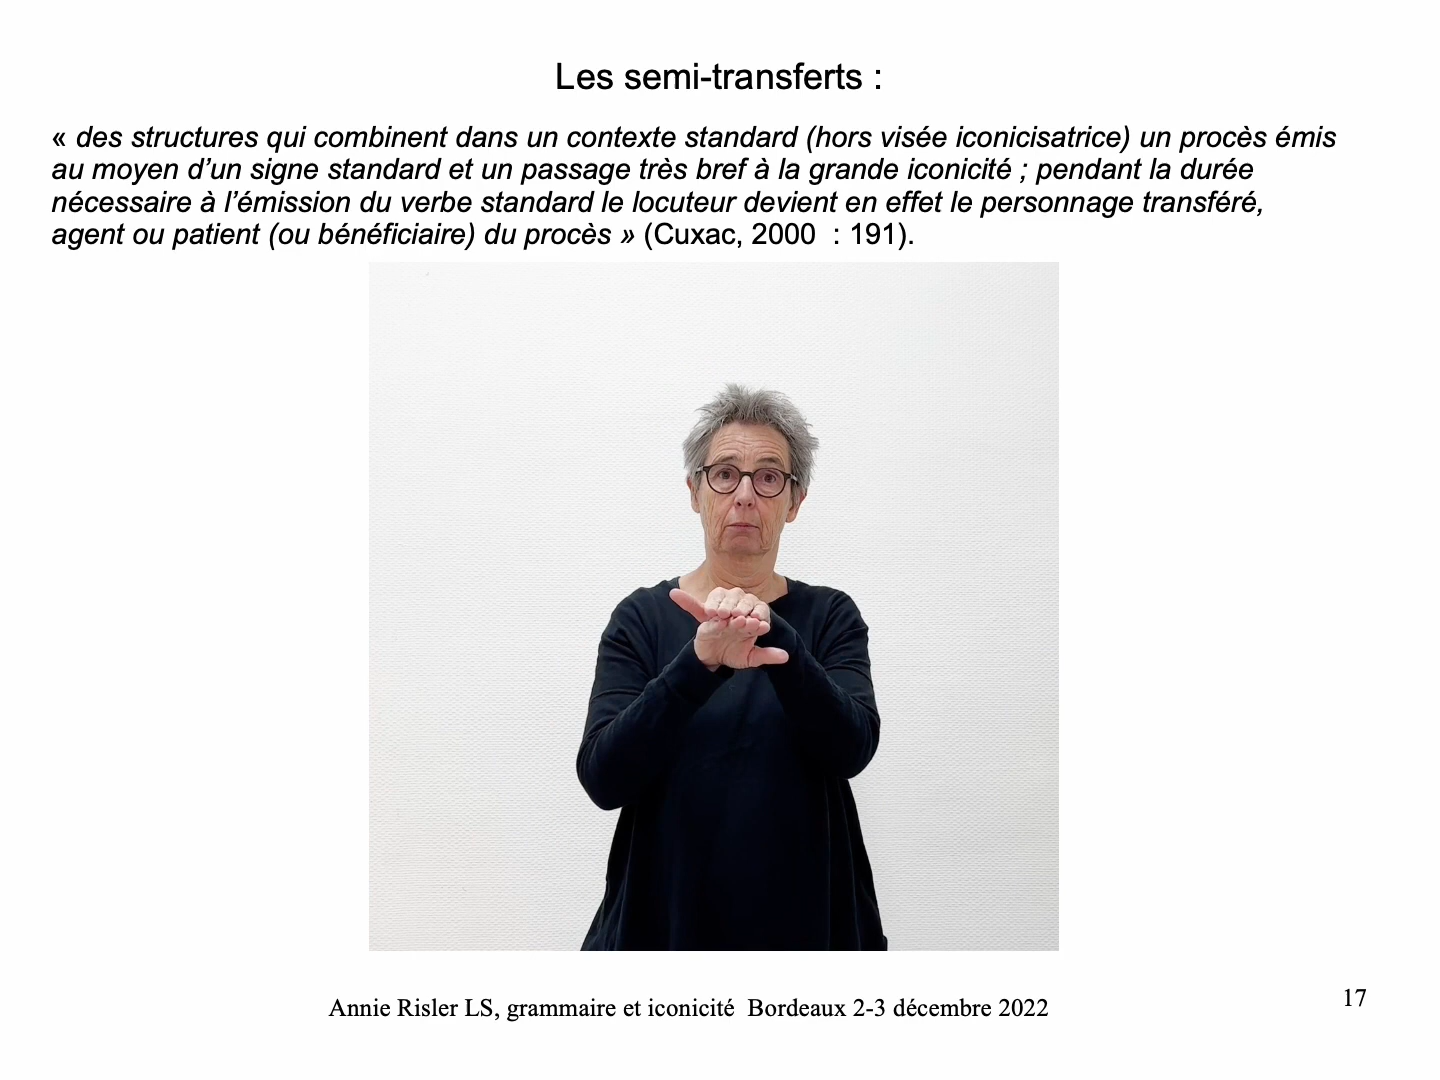 Les semi-transferts :
« des structures qui combinent dans un contexte standard (hors visée iconicisatrice) un procès émis
au moyen d’un signe standard et un passage très bref à la grande iconicité ; pendant la durée
nécessaire à l’émission du verbe standard le locuteur devient en effet le personnage transféré,
agent ou patient (ou bénéficiaire) du procès » (Cuxac, 2000  : 191).
Annie Risler LS, grammaire et iconicité  Bordeaux 2-3 décembre 2022
17